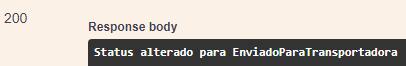 200
Response body
Status alterado para EnviadoParaTransportadora